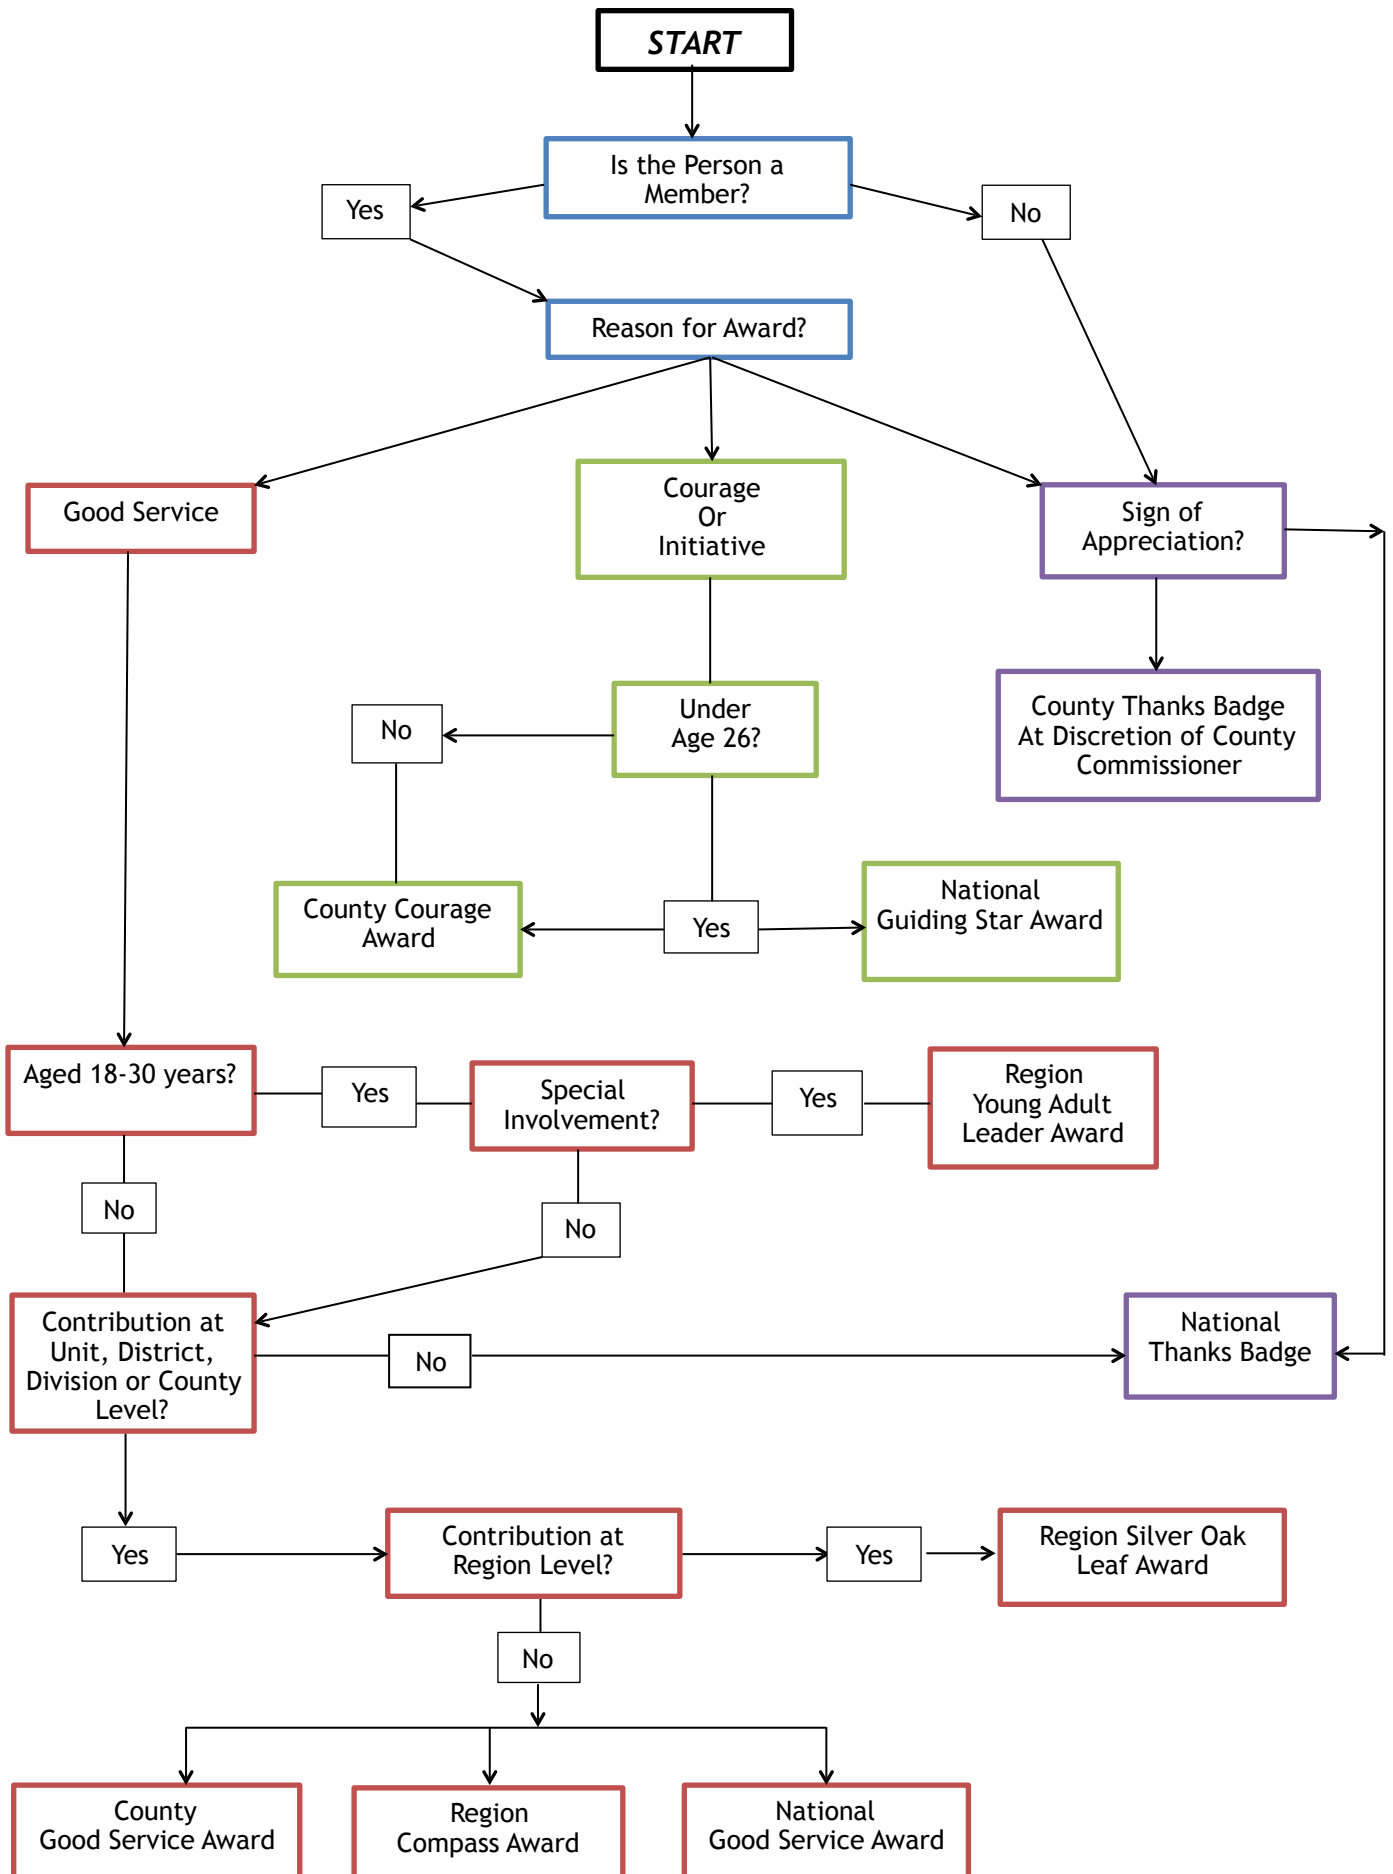 START
Is the Person a
Member?
Yes
No
Reason for Award?
Good Service
Courage
Or
Initiative
Sign of
Appreciation?
Under
Age 26?
No
County Thanks Badge
At Discretion of County
Commissioner
County Courage
Award
Yes
National
Guiding Star Award
Aged 18-30 years?
Yes
Special
Involvement?
Yes
Region
Young Adult
Leader Award
No
No
Contribution at
Unit, District,
Division or County
Level?
No
National
Thanks Badge
Yes
Contribution at
Region Level?
Yes
Region Silver Oak
Leaf Award
No
County
Good Service Award
Region
Compass Award
National
Good Service Award